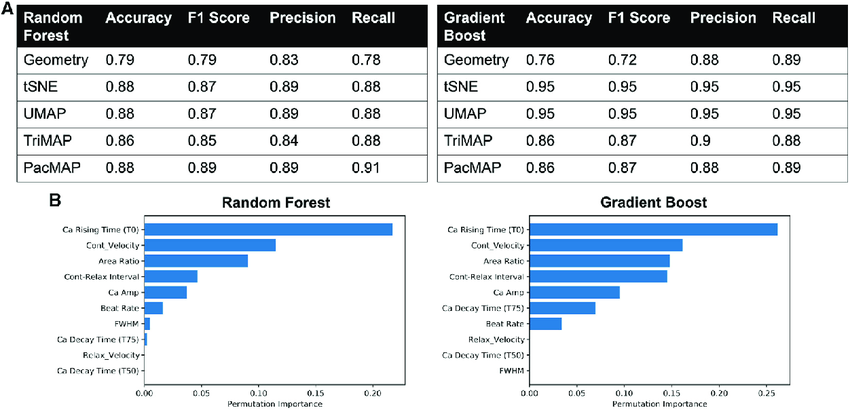 A
Random Forest Accuracy F1 Score Precision Recall
Geometry 0.79 0.79 0.83 0.78
tSNE 0.88 0.87 0.89 0.88
UMAP 0.88 0.87 0.89 0.88
TriMAP 0.86 0.85 0.84 0.88
PacMAP 0.88 0.89 0.89 0.91
Gradient Boost Accuracy F1 Score Precision Recall
Geometry 0.76 0.72 0.88 0.89
tSNE 0.95 0.95 0.95 0.95
UMAP 0.95 0.95 0.95 0.95
TriMAP 0.86 0.87 0.9 0.88
PacMAP 0.86 0.87 0.88 0.89
B
Random Forest
Ca Rising Time (T0)
Cont_Velocity
Area Ratio
Cont-Relax Interval
Ca Amp
Beat Rate
FWHM
Ca Decay Time (T75)
Relax_Velocity
Ca Decay Time (T50)
0.00 0.05 0.10 0.15 0.20
Permutation Importance
Gradient Boost
Ca Rising Time (T0)
Cont_Velocity
Area Ratio
Cont-Relax Interval
Ca Amp
Ca Decay Time (T75)
Beat Rate
Relax_Velocity
Ca Decay Time (T50)
FWHM
0.00 0.05 0.10 0.15 0.20 0.25
Permutation Importance